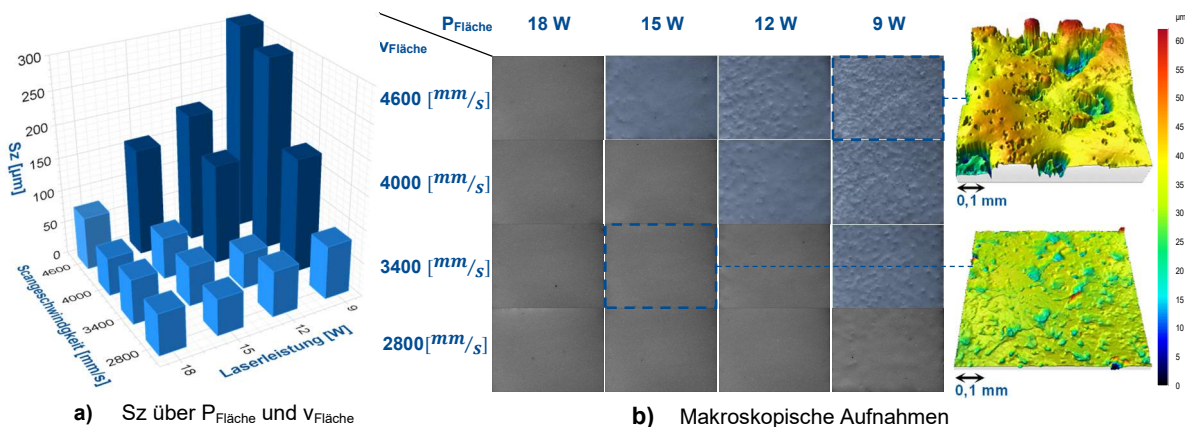 300
250
200
150
100
50
0
Sz [µm]
4600
4000
3400
2800
Scangeschwindgkeit [mm/s]
18
15
12
9
Laserleistung [W]
a) Sz über PFläche und vFläche
PFläche 18 W 15 W 12 W 9 W
vFläche
4600 [mm/s]
4000 [mm/s]
3400 [mm/s]
2800[mm/s]
0,1 mm
0,1 mm
µm
60
55
50
45
40
35
30
25
20
15
10
5
0
b) Makroskopische Aufnahmen